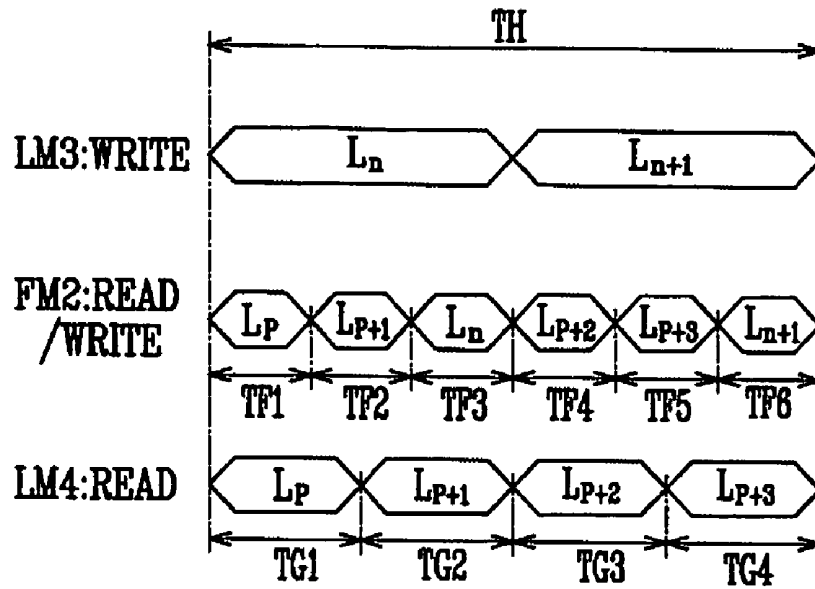 TH
LM3:WRITE Ln Ln+1
FM2:READ LP LP+1 Ln LP+2 LP+3 Ln+1
/WRITE
TF1 TF2 TF3 TF4 TF5 TF6
LM4:READ LP LP+1 LP+2 LP+3
TG1 TG2 TG3 TG4